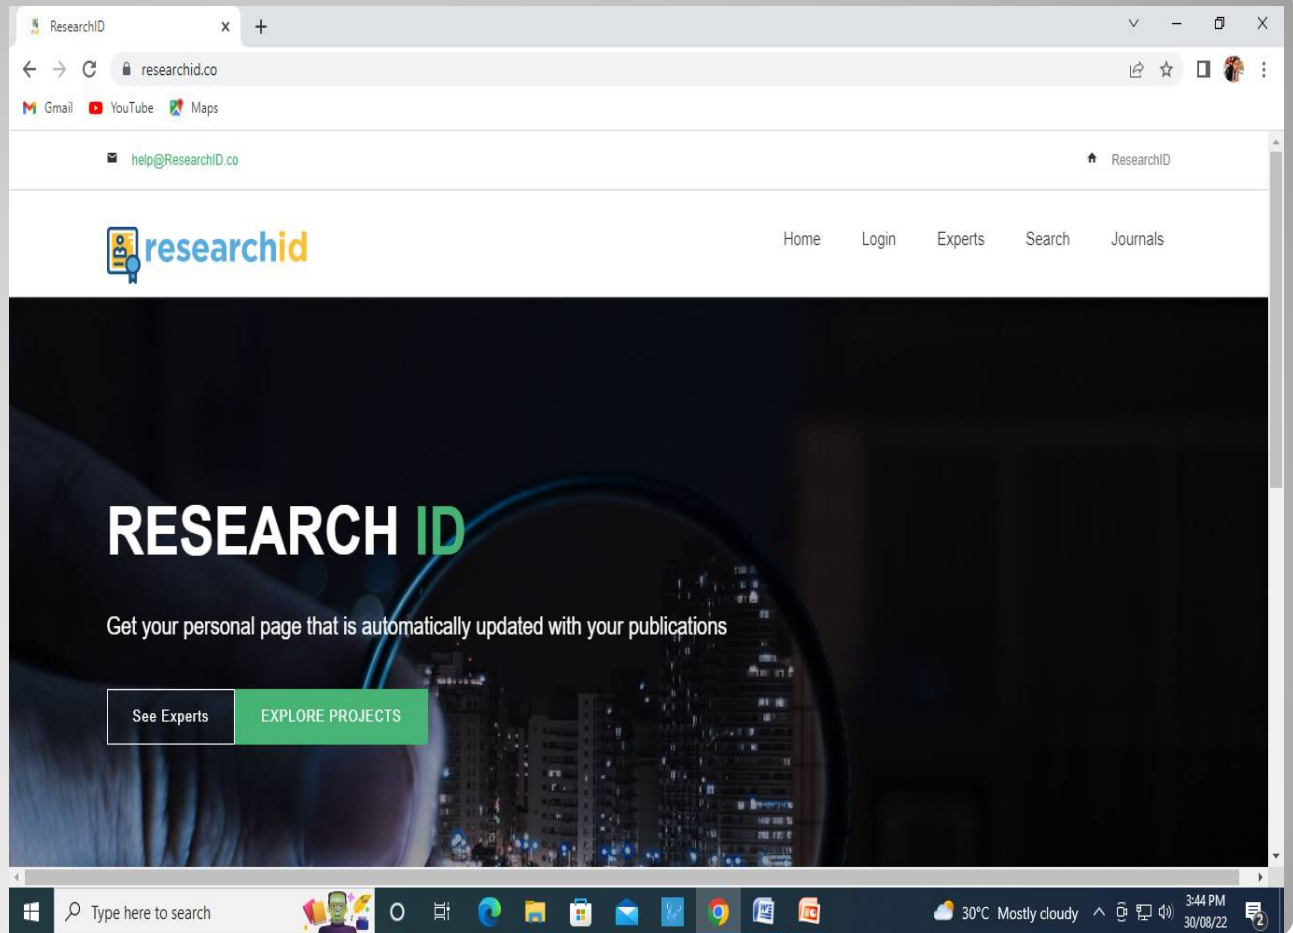 ResearchID
researchid.co
Gmail YouTube Maps
help@ResearchID.co ResearchID
researchid
Home Login Experts Search Journals
RESEARCH ID
Get your personal page that is automatically updated with your publications
See Experts EXPLORE PROJECTS
Type here to search 30°C Mostly cloudy 3:44 PM
30/08/22 2